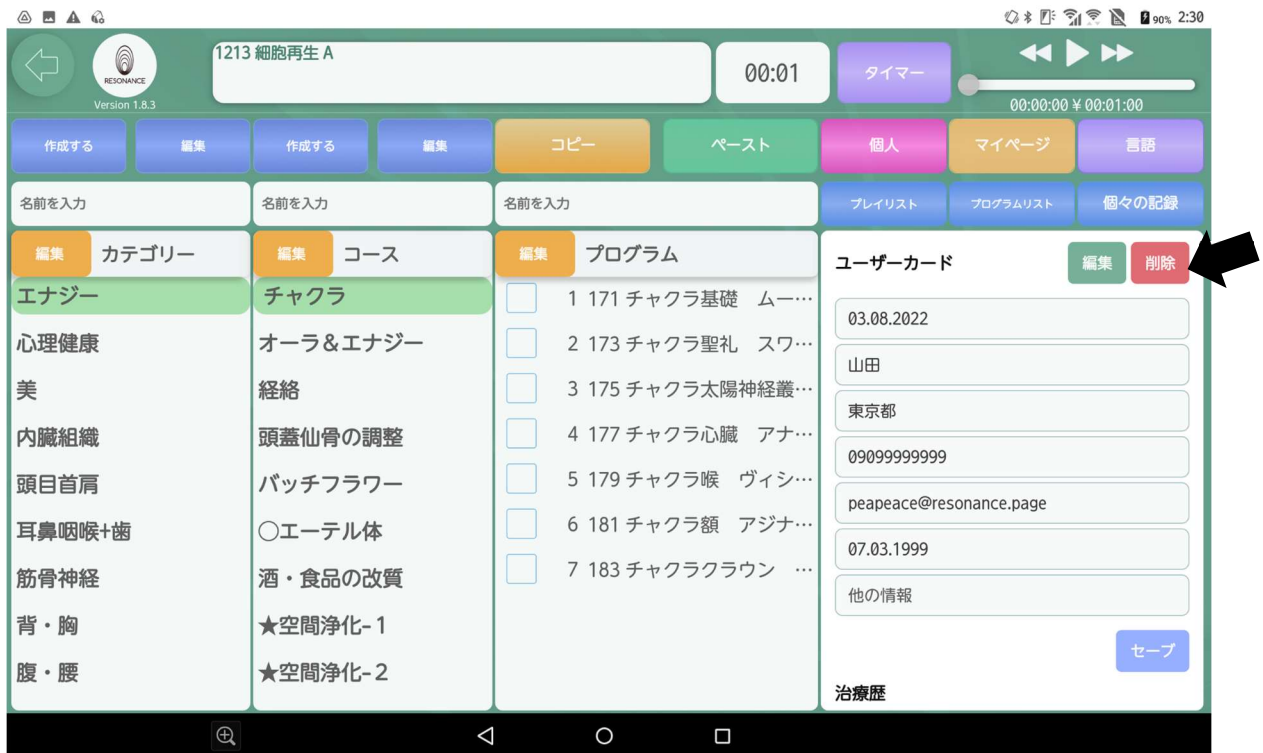 90% 2:30
RESONANCE
Version 1.8.3
1213 細胞再生 A
00:01
タイマー
00:00:00 ¥ 00:01:00
作成する
編集
作成する
編集
コピー
ペースト
個人
マイページ
言語
名前を入力
名前を入力
名前を入力
プレイリスト
プログラムリスト
個々の記録
編集 カテゴリー
エナジー
心理健康
美
内臓組織
頭目首肩
耳鼻咽喉+歯
筋骨神経
背・胸
腹・腰
編集 コース
チャクラ
オーラ&エナジー
経絡
頭蓋仙骨の調整
バッチフラワー
○エーテル体
酒・食品の改質
★空間浄化-1
★空間浄化-2
編集 プログラム
1 171 チャクラ基礎 ムー…
2 173 チャクラ聖礼 スワ…
3 175 チャクラ太陽神経叢…
4 177 チャクラ心臓 アナ…
5 179 チャクラ喉 ヴィシ…
6 181 チャクラ額 アジナ…
7 183 チャクラクラウン …
ユーザーカード
編集
削除
03.08.2022
山田
東京都
09099999999
peapeace@resonance.page
07.03.1999
他の情報
セーブ
治療歴